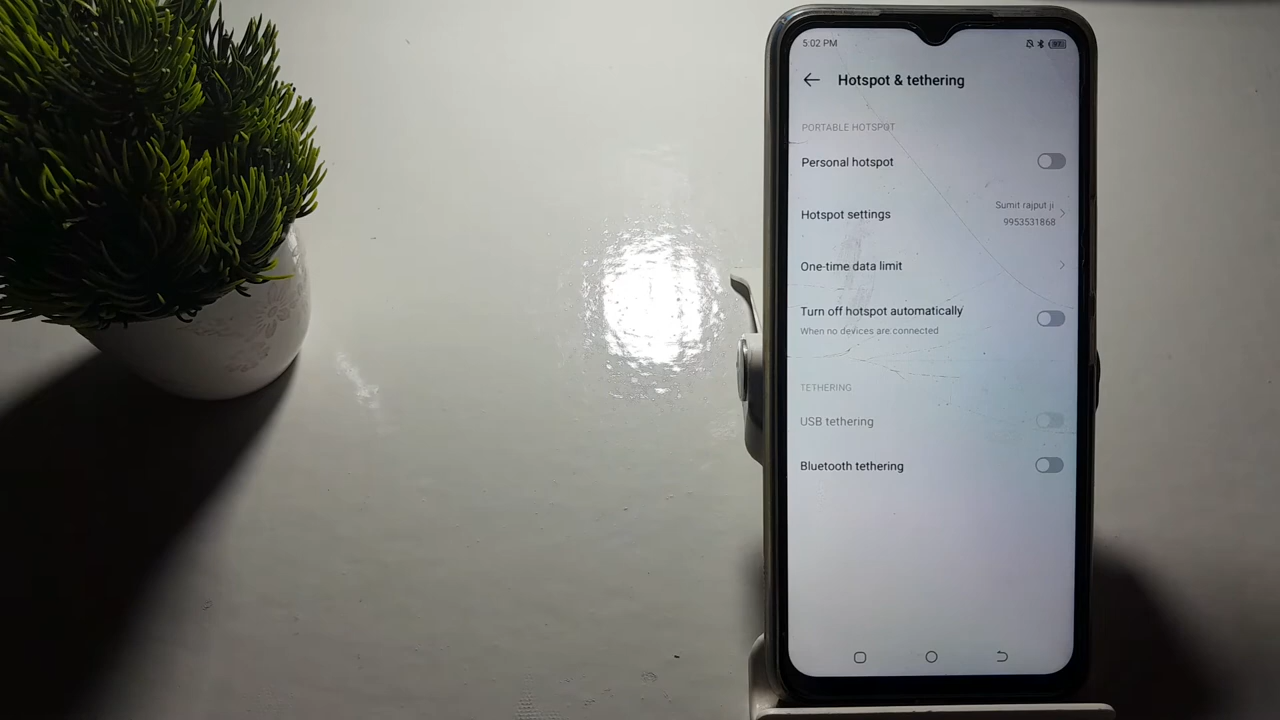 5:02 PM
Hotspot & tethering
PORTABLE HOTSPOT
Personal hotspot
Hotspot settings
Sumit rajput ji
9953531868
One-time data limit
Turn off hotspot automatically
When no devices are connected
TETHERING
USB tethering
Bluetooth tethering